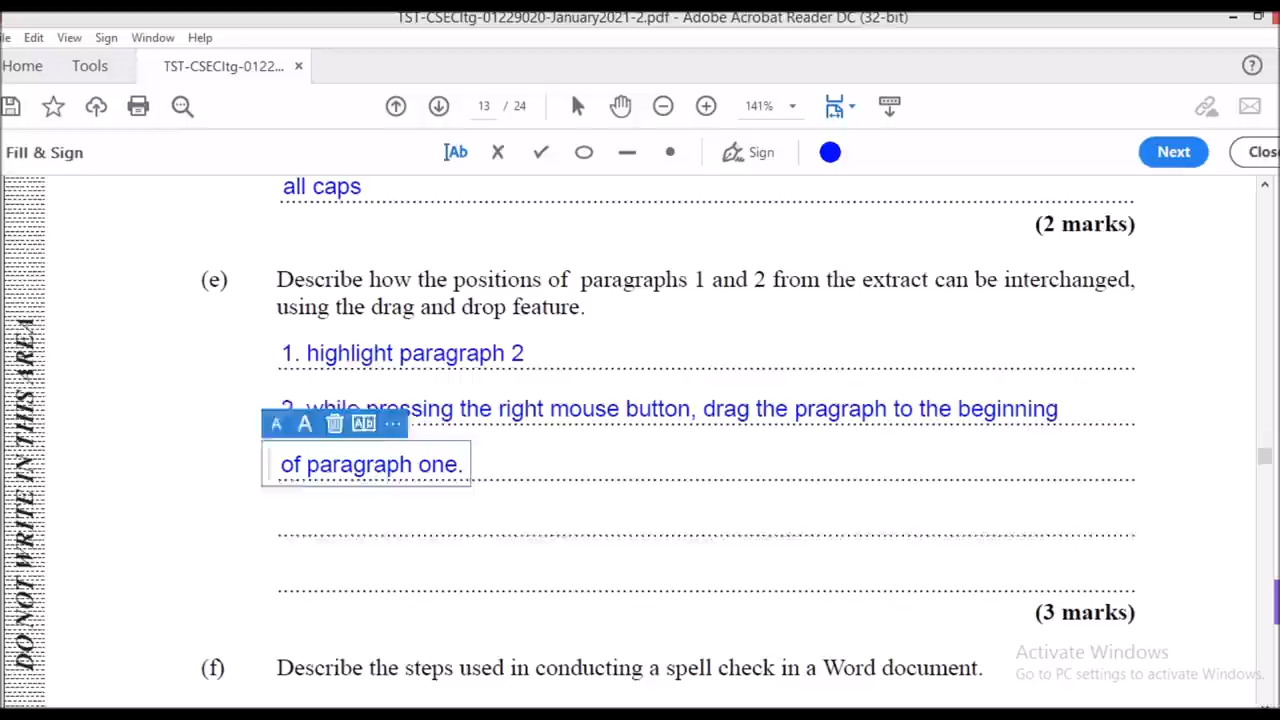 TST-CSECItg-01229020-January2021-2.pdf - Adobe Acrobat Reader DC (32-bit)
Edit View Sign Window Help
Home Tools TST-CSECItg-0122... ×
13 / 24 141%
Fill & Sign Ab Sign Next
all caps
(2 marks)
(e) Describe how the positions of paragraphs 1 and 2 from the extract can be interchanged,
using the drag and drop feature.
1. highlight paragraph 2
2. while pressing the right mouse button, drag the pragraph to the beginning
A A AB ...
of paragraph one.
(3 marks)
DO NOT WRITE IN THIS AREA
(f) Describe the steps used in conducting a spell check in a Word document.
Activate Windows
Go to PC settings to activate Windows.